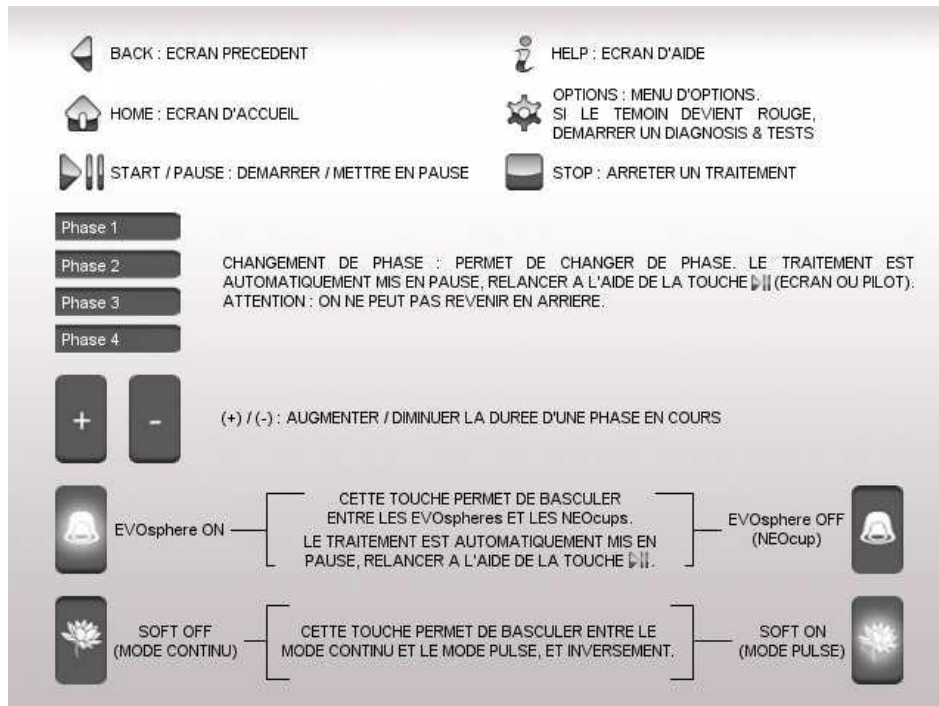 BACK : ECRAN PRECEDENT
HELP : ECRAN D'AIDE
HOME : ECRAN D'ACCUEIL
OPTIONS : MENU D'OPTIONS.
SI LE TEMOIN DEVIENT ROUGE,
DEMARRER UN DIAGNOSIS & TESTS
START / PAUSE : DEMARRER / METTRE EN PAUSE
STOP : ARRETER UN TRAITEMENT
Phase 1
Phase 2
Phase 3
Phase 4
CHANGEMENT DE PHASE : PERMET DE CHANGER DE PHASE. LE TRAITEMENT EST
AUTOMATIQUEMENT MIS EN PAUSE, RELANCER A L'AIDE DE LA TOUCHE (ECRAN OU PILOT).
ATTENTION : ON NE PEUT PAS REVENIR EN ARRIERE.
+ -
(+) / (-) : AUGMENTER / DIMINUER LA DUREE D'UNE PHASE EN COURS
EVOsphere ON
CETTE TOUCHE PERMET DE BASCULER
ENTRE LES EVOspheres ET LES NEOcups.
LE TRAITEMENT EST AUTOMATIQUEMENT MIS EN
PAUSE, RELANCER A L'AIDE DE LA TOUCHE .
EVOsphere OFF
(NEOcup)
SOFT OFF
(MODE CONTINU)
CETTE TOUCHE PERMET DE BASCULER ENTRE LE
MODE CONTINU ET LE MODE PULSE, ET INVERSEMENT.
SOFT ON
(MODE PULSE)